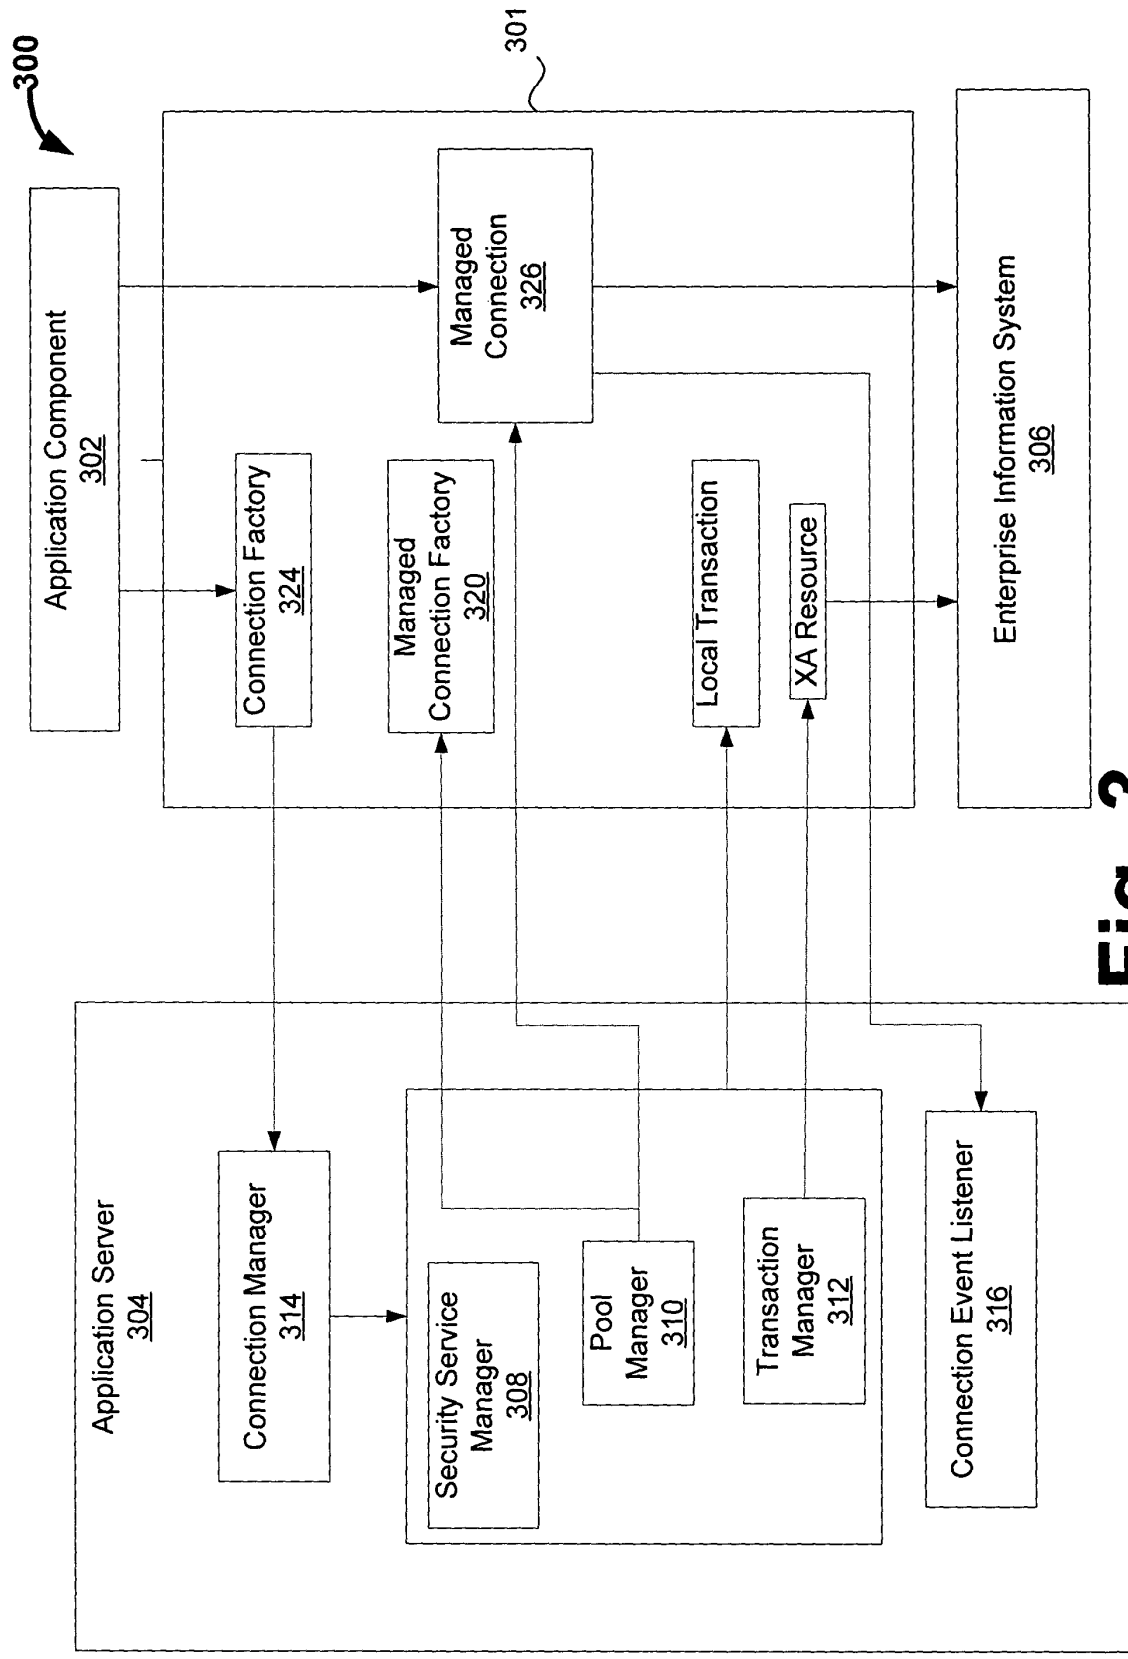 300
Application Server
304
Application Component
302
Connection Manager
314
Connection Factory
324
301
Security Service
Manager
308
Managed
Connection Factory
320
Managed
Connection
326
Pool
Manager
310
Transaction
Manager
312
Local Transaction
XA Resource
Connection Event Listener
316
Enterprise Information System
306
Fig